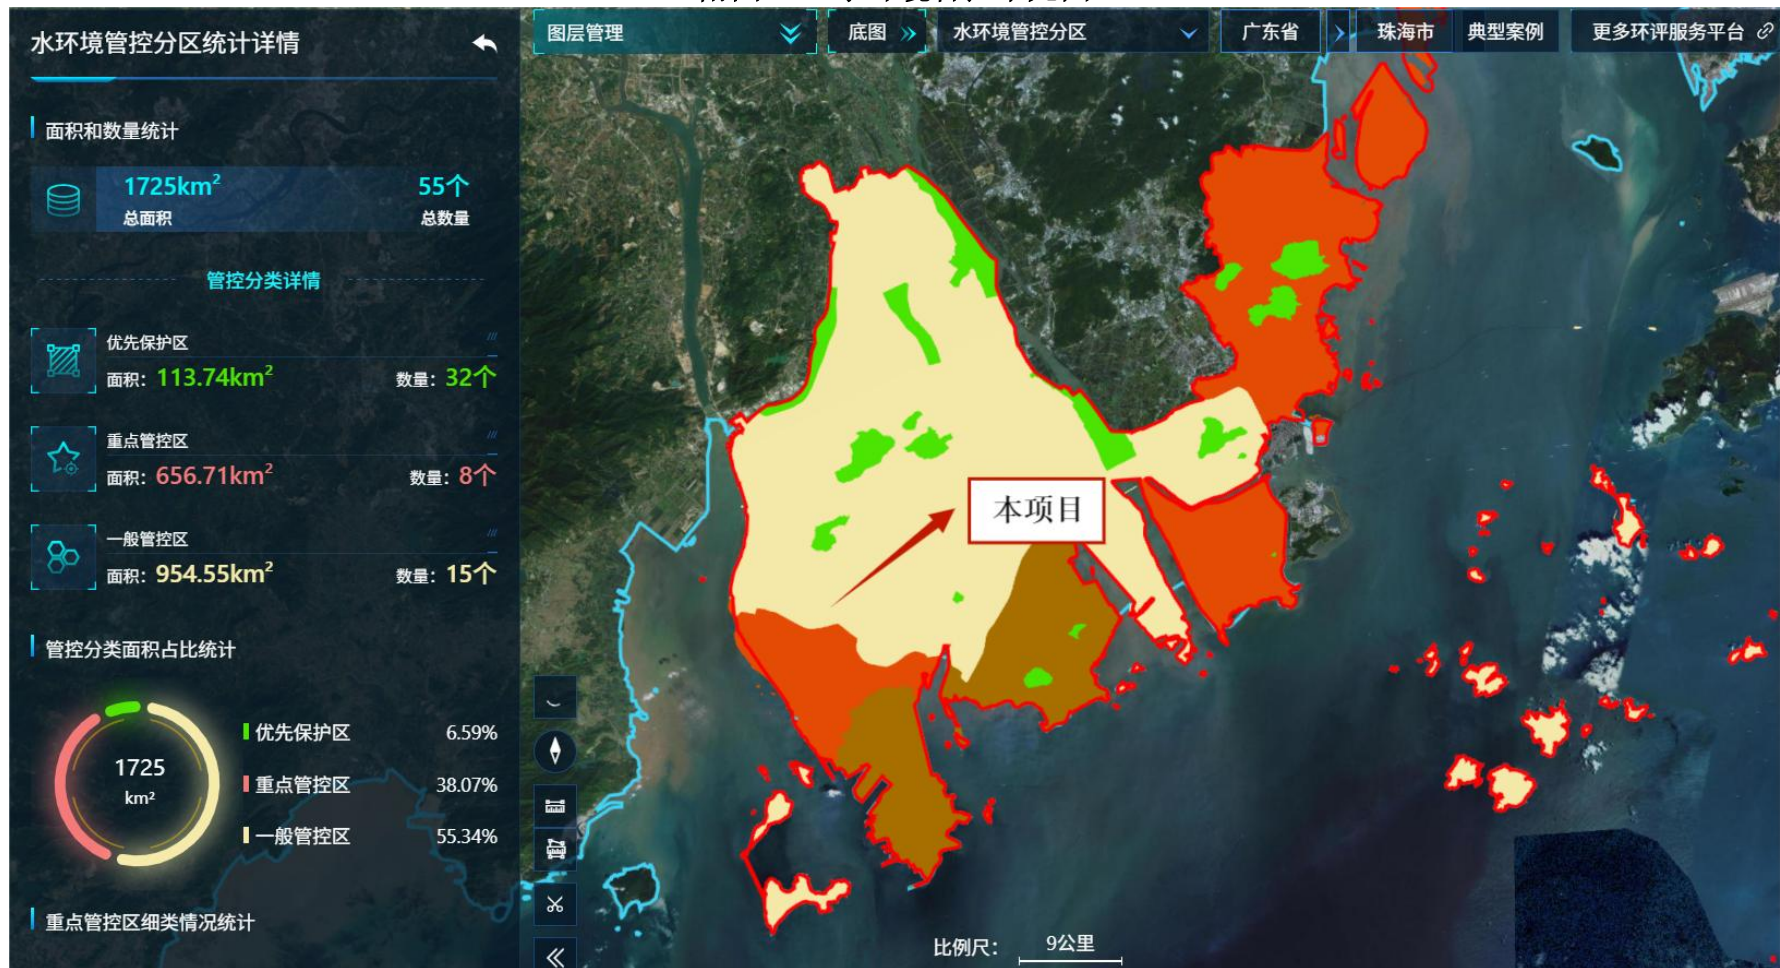 水环境管控分区统计详情
图层管理
底图
水环境管控分区
广东省
珠海市
典型案例
更多环评服务平台
面积和数量统计
1725km²
55个
总面积
总数量
管控分类详情
优先保护区
面积：113.74km²
数量：32个
重点管控区
面积：656.71km²
数量：8个
一般管控区
面积：954.55km²
数量：15个
管控分类面积占比统计
1725
km²
优先保护区
6.59%
重点管控区
38.07%
一般管控区
55.34%
重点管控区细类情况统计
本项目
比例尺：
9公里